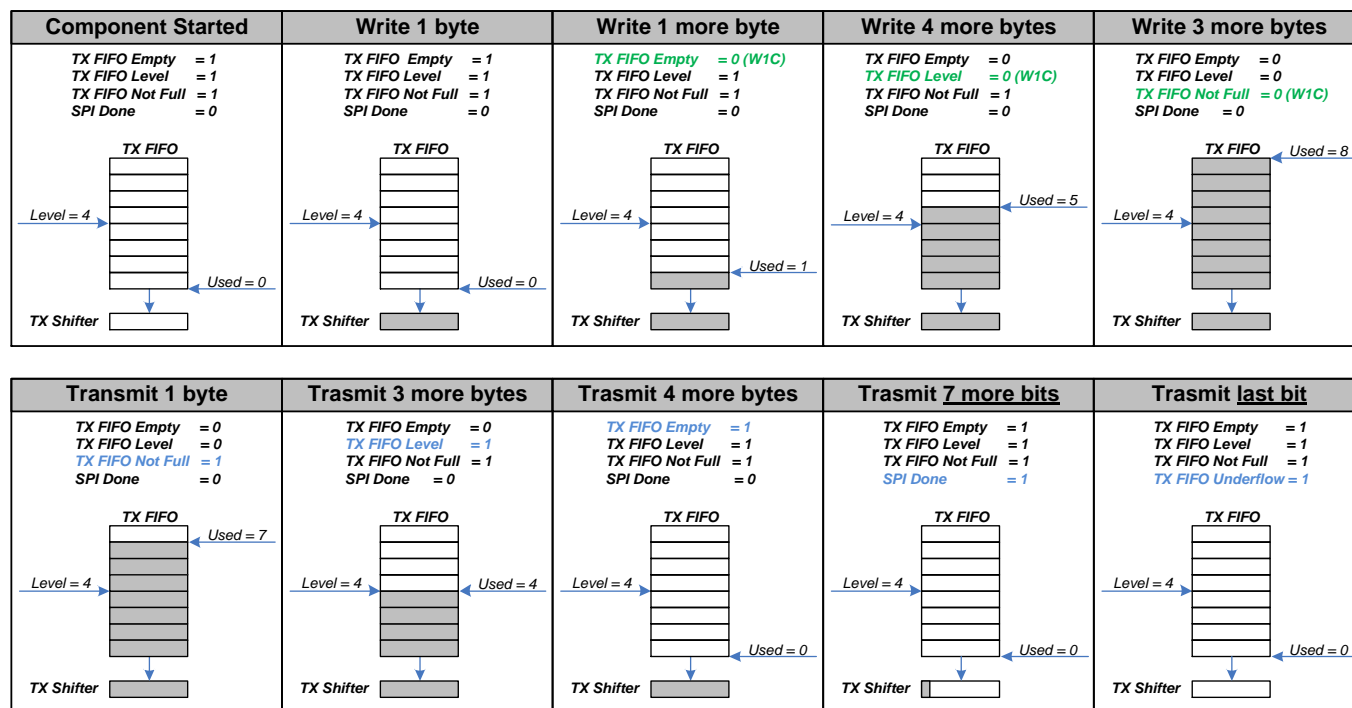 Component Started
TX FIFO Empty = 1
TX FIFO Level = 1
TX FIFO Not Full = 1
SPI Done = 0
TX FIFO
Level = 4
Used = 0
TX Shifter
Write 1 byte
TX FIFO Empty = 1
TX FIFO Level = 1
TX FIFO Not Full = 1
SPI Done = 0
TX FIFO
Level = 4
Used = 0
TX Shifter
Write 1 more byte
TX FIFO Empty = 0 (W1C)
TX FIFO Level = 1
TX FIFO Not Full = 1
SPI Done = 0
TX FIFO
Level = 4
Used = 1
TX Shifter
Write 4 more bytes
TX FIFO Empty = 0
TX FIFO Level = 0 (W1C)
TX FIFO Not Full = 1
SPI Done = 0
TX FIFO
Used = 5
Level = 4
TX Shifter
Write 3 more bytes
TX FIFO Empty = 0
TX FIFO Level = 0
TX FIFO Not Full = 0 (W1C)
SPI Done = 0
TX FIFO
Used = 8
Level = 4
TX Shifter
Transmit 1 byte
TX FIFO Empty = 0
TX FIFO Level = 0
TX FIFO Not Full = 1
SPI Done = 0
TX FIFO
Used = 7
Level = 4
TX Shifter
Trasmit 3 more bytes
TX FIFO Empty = 0
TX FIFO Level = 1
TX FIFO Not Full = 1
SPI Done = 0
TX FIFO
Level = 4
Used = 4
TX Shifter
Trasmit 4 more bytes
TX FIFO Empty = 1
TX FIFO Level = 1
TX FIFO Not Full = 1
SPI Done = 0
TX FIFO
Level = 4
Used = 0
TX Shifter
Trasmit 7 more bits
TX FIFO Empty = 1
TX FIFO Level = 1
TX FIFO Not Full = 1
SPI Done = 1
TX FIFO
Level = 4
Used = 0
TX Shifter
Trasmit last bit
TX FIFO Empty = 1
TX FIFO Level = 1
TX FIFO Not Full = 1
TX FIFO Underflow = 1
TX FIFO
Level = 4
Used = 0
TX Shifter